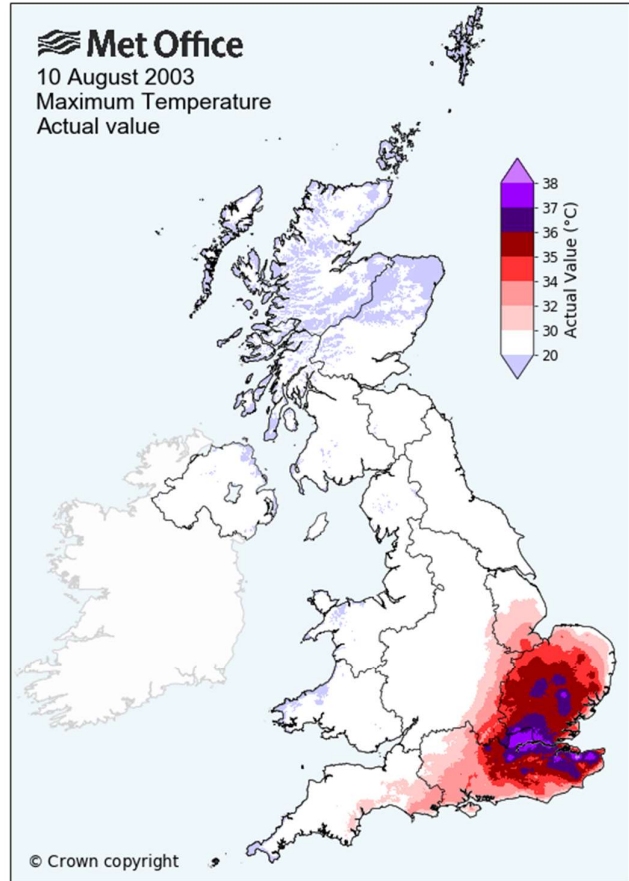 Met Office
10 August 2003
Maximum Temperature
Actual value
38
37
36
35
34
32
30
20
Actual Value (°C)
© Crown copyright